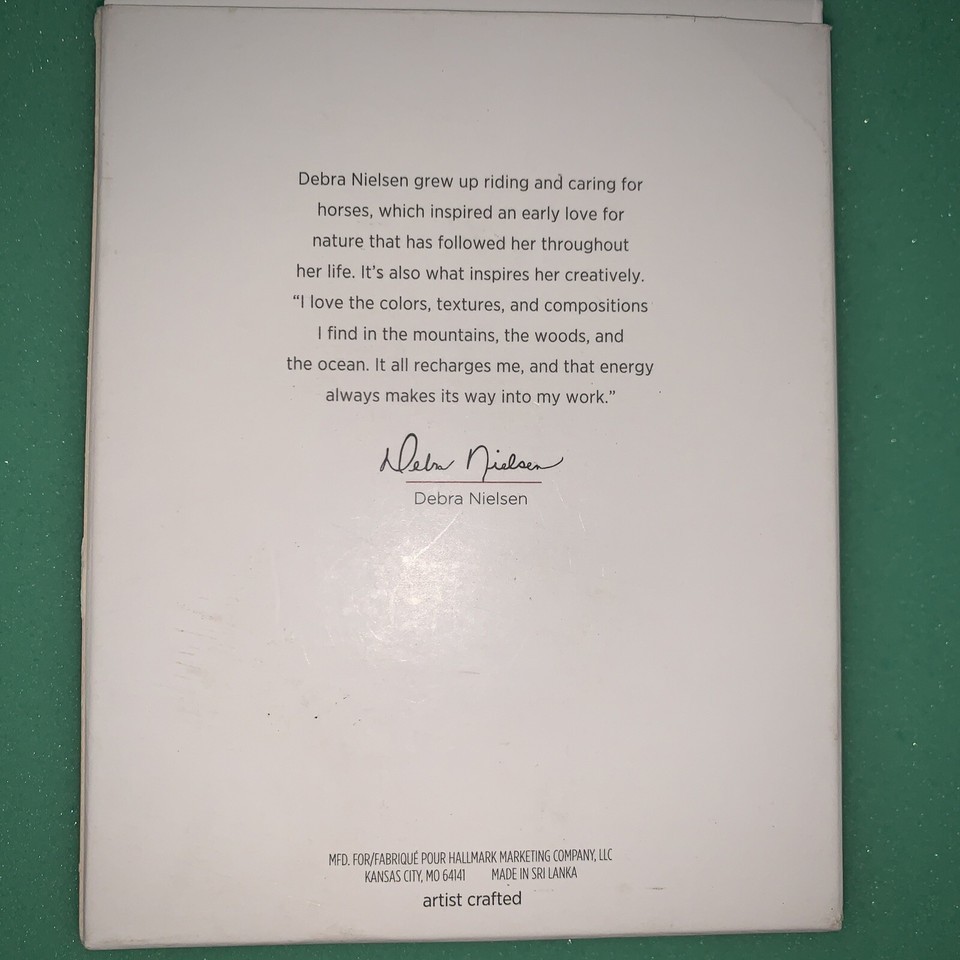 Debra Nielsen grew up riding and caring for
horses, which inspired an early love for
nature that has followed her throughout
her life. It's also what inspires her creatively.
“I love the colors, textures, and compositions
I find in the mountains, the woods, and
the ocean. It all recharges me, and that energy
always makes its way into my work.”
Debra Nielsen
Debra Nielsen
MFD. FOR/FABRIQUÉ POUR HALLMARK MARKETING COMPANY, LLC
KANSAS CITY, MO 64141 MADE IN SRI LANKA
artist crafted